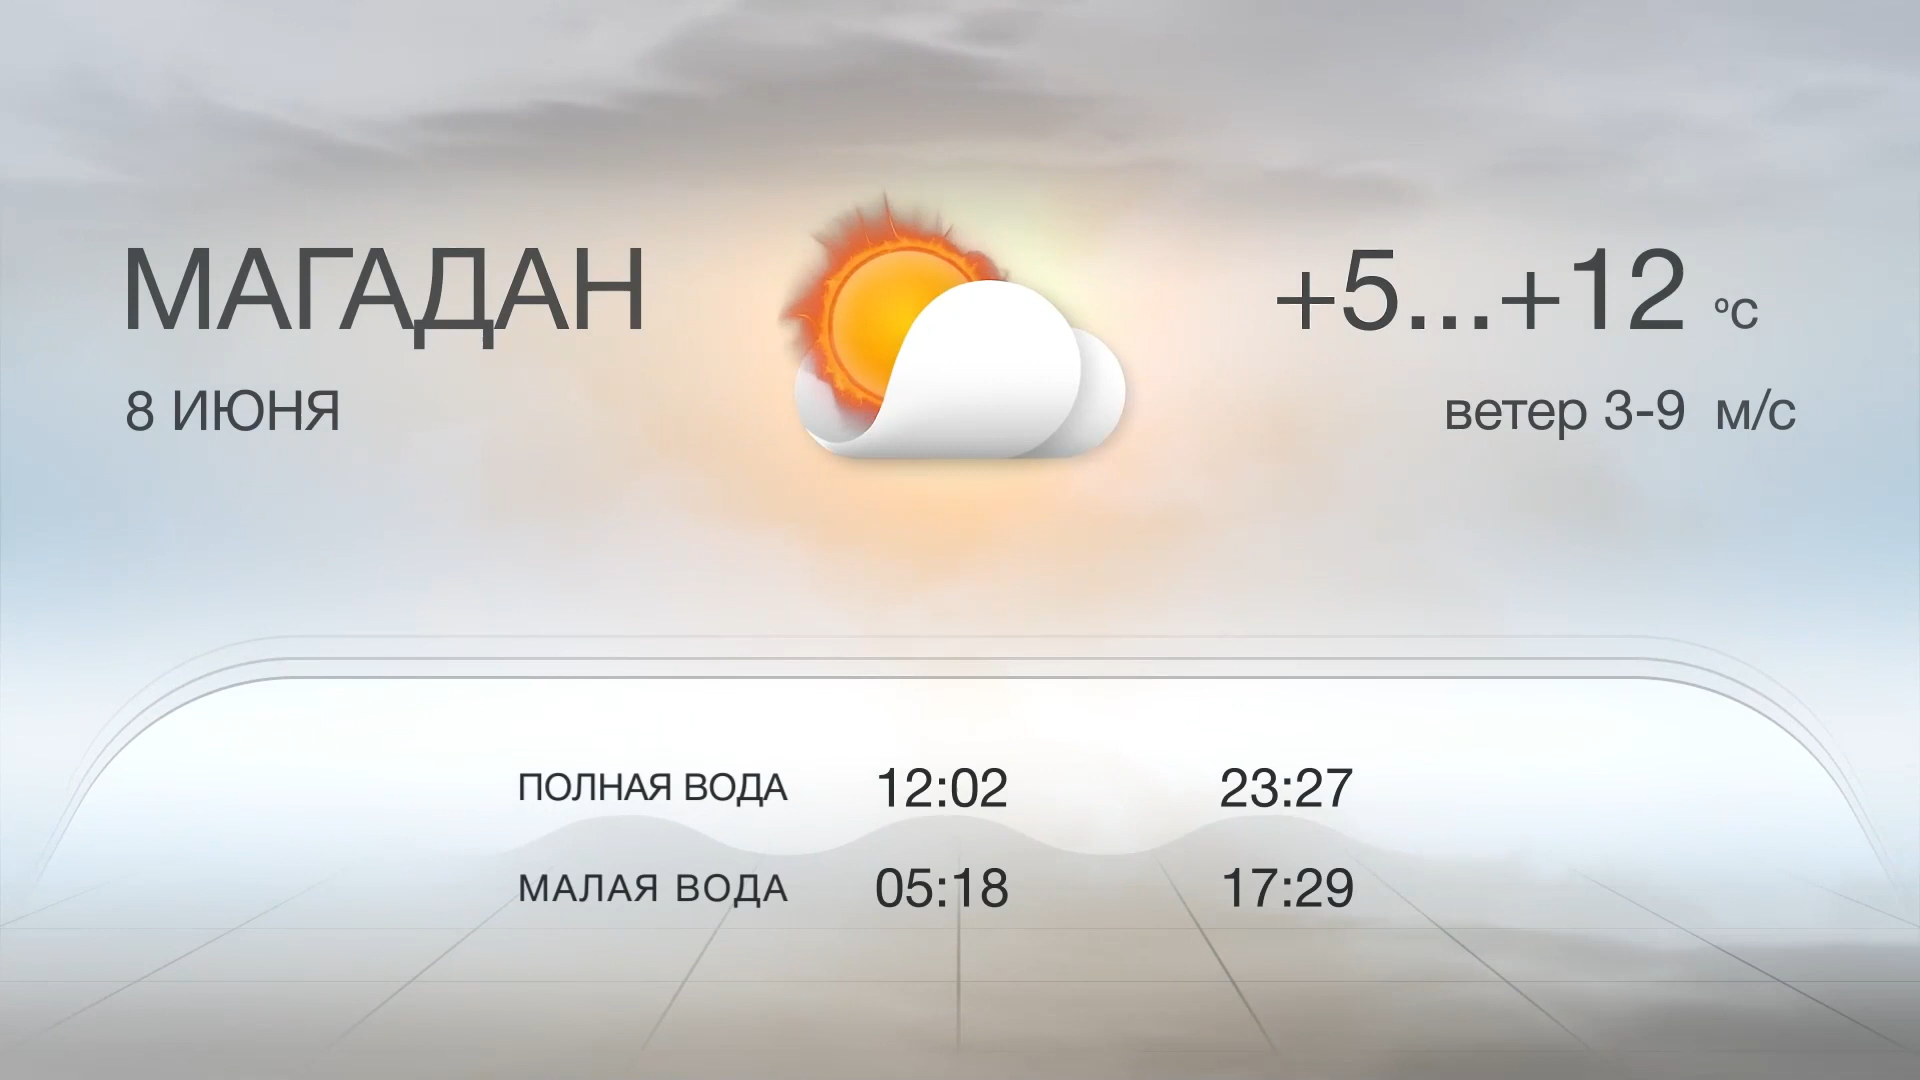 МАГАДАН +5...+12 °C
8 ИЮНЯ ветер 3-9 м/с
ПОЛНАЯ ВОДА 12:02 23:27
МАЛАЯ ВОДА 05:18 17:29